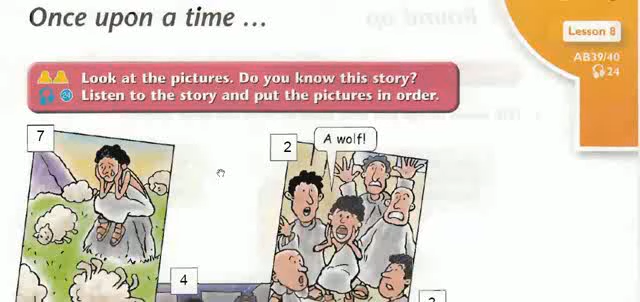 Once upon a time ...
Lesson 8
AB39/40
24
Look at the pictures. Do you know this story?
Listen to the story and put the pictures in order.
7
2
A wolf!
4